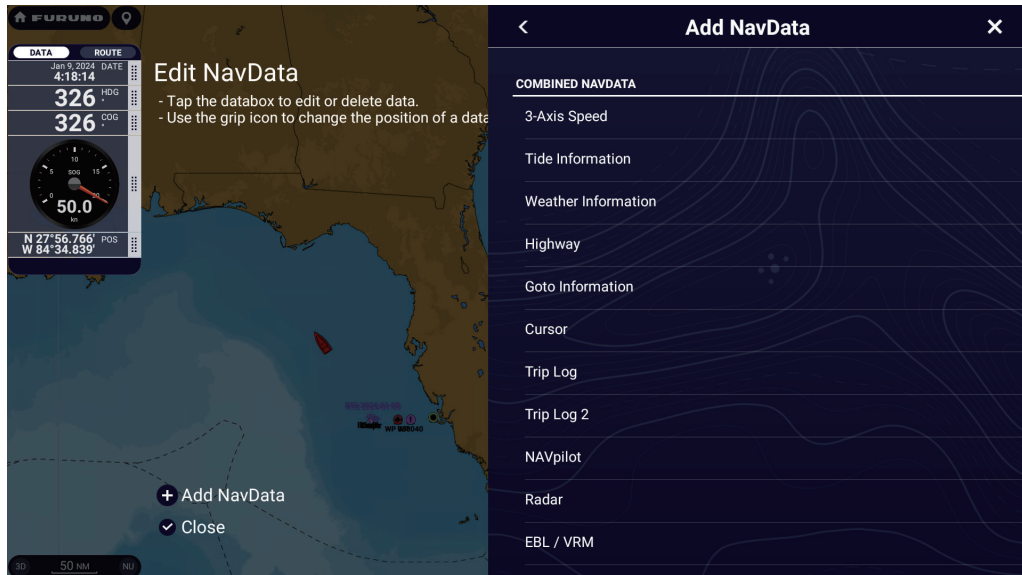 FURUNO
DATA ROUTE
Jan 9, 2024 DATE
4:18:14
326 ° HDG
326 ° COG
10
5 SOG 15
0 20
50.0
kn
N 27°56.766' POS
W 84°34.839'
Edit NavData
- Tap the databox to edit or delete data.
- Use the grip icon to change the position of a data
WP
+ Add NavData
Close
3D 50 NM NU
Add NavData
COMBINED NAVDATA
3-Axis Speed
Tide Information
Weather Information
Highway
Goto Information
Cursor
Trip Log
Trip Log 2
NAVpilot
Radar
EBL / VRM